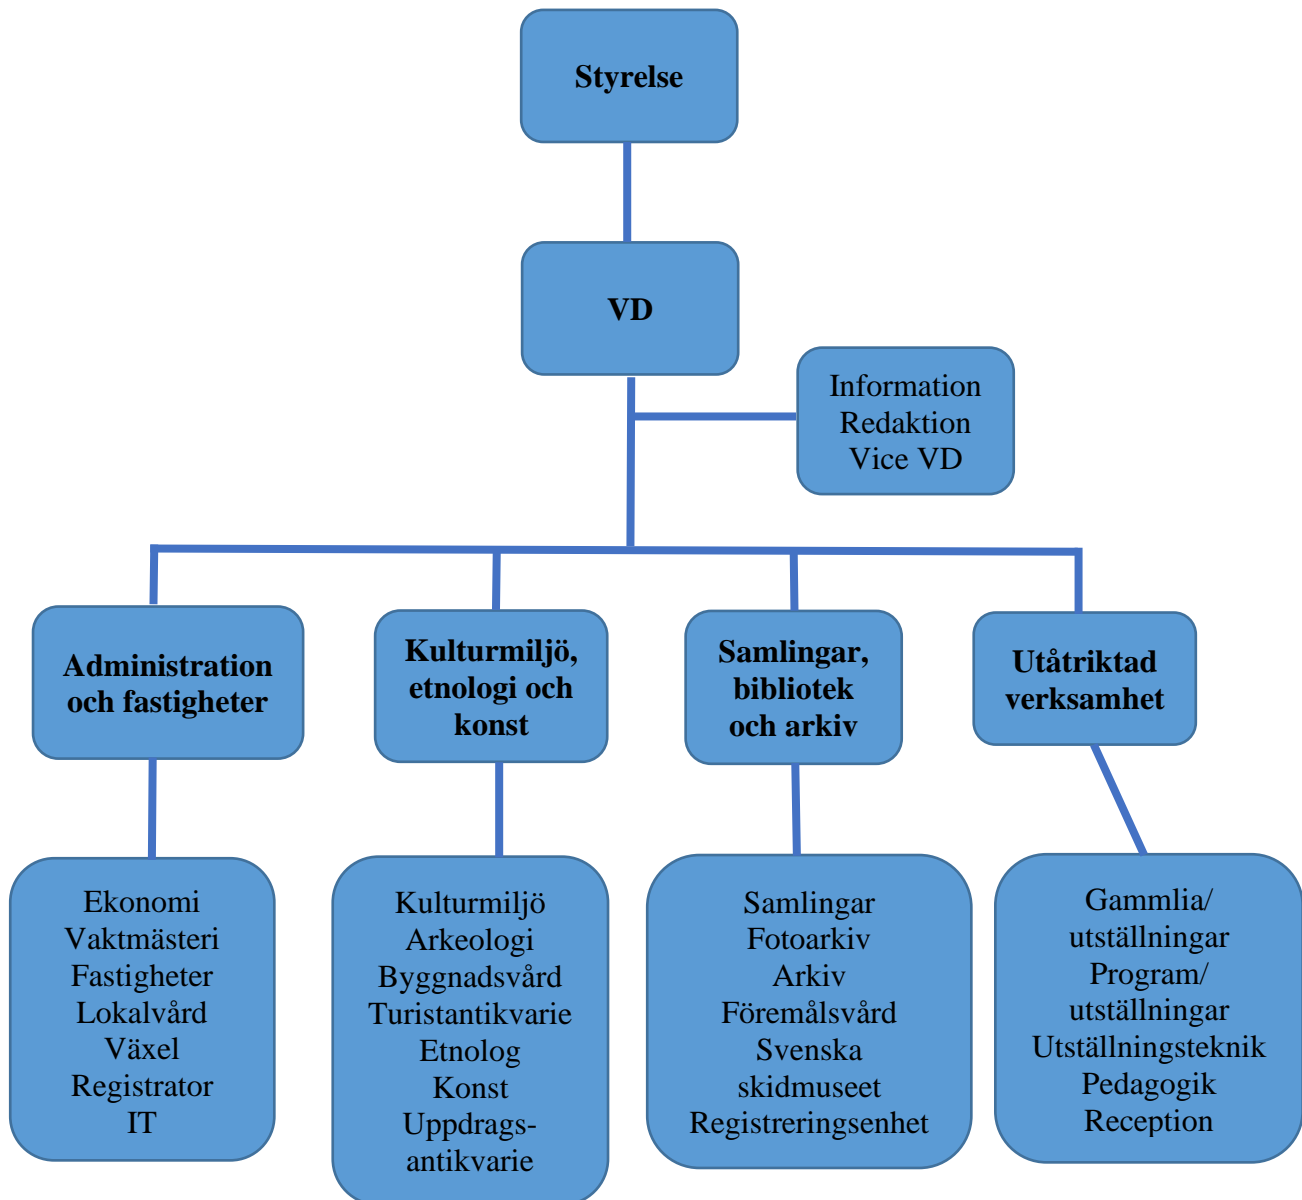 Styrelse
VD
Information
Redaktion
Vice VD
Administration
och fastigheter
Kulturmiljö,
etnologi och
konst
Samlingar,
bibliotek
och arkiv
Utåtriktad
verksamhet
Ekonomi
Vaktmästeri
Fastigheter
Lokalvård
Växel
Registrator
IT
Kulturmiljö
Arkeologi
Byggnadsvård
Turistantikvarie
Etnolog
Konst
Uppdrags-
antikvarie
Samlingar
Fotoarkiv
Arkiv
Föremålsvård
Svenska
skidmuseet
Registreringsenhet
Gammlia/
utställningar
Program/
utställningar
Utställningsteknik
Pedagogik
Reception